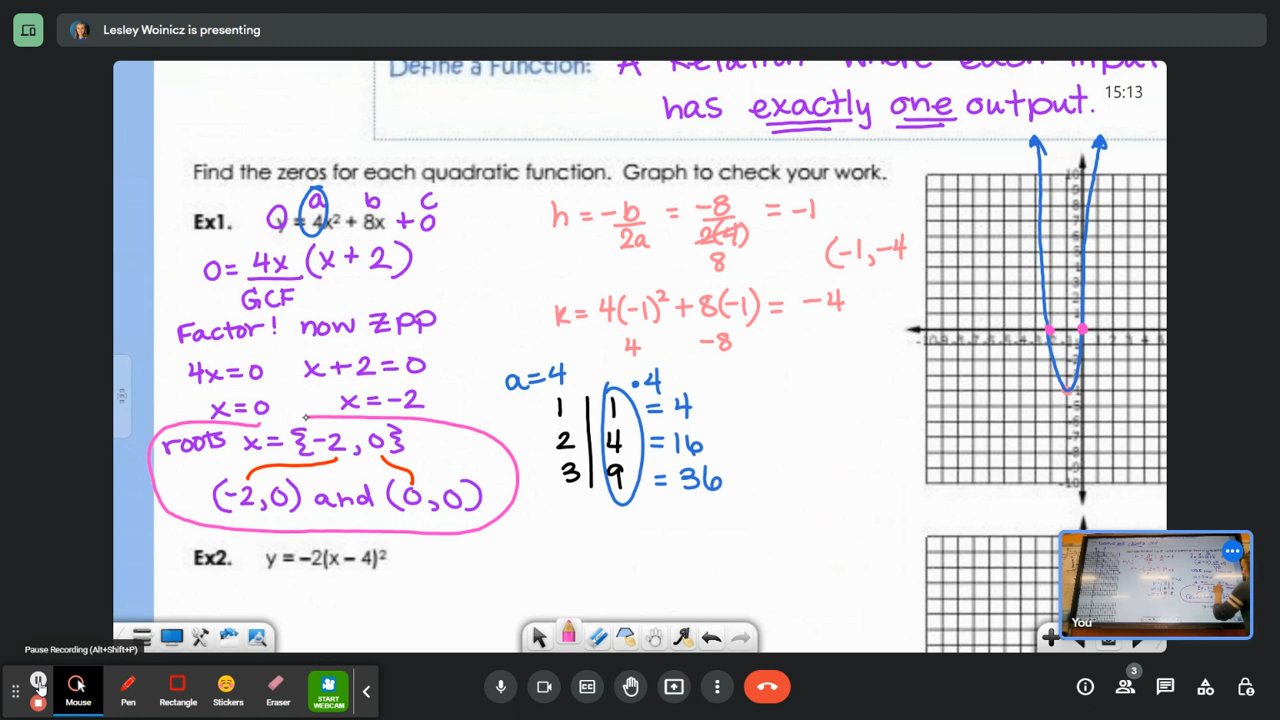 Lesley Woinicz is presenting
Define a Function: A Relation where each input
has exactly one output.
15:13
Find the zeros for each quadratic function. Graph to check your work.
a b c
Ex1. 0 = 4x² + 8x + 0
0 = 4x (x + 2)
GCF
Factor! now ZPP
4x = 0 x + 2 = 0
x = 0 x = -2
roots x = {-2, 0}
(-2, 0) and (0, 0)
h = -b/2a = -8/2(4) = -1
8
(-1, -4
k = 4(-1)² + 8(-1) = -4
4 -8
a = 4 • 4
1 | 1 = 4
2 | 4 = 16
3 | 9 = 36
Ex2. y = –2(x – 4)²
You
Pause Recording (Alt+Shift+P)
Mouse Pen Rectangle Stickers Eraser START WEBCAM
3